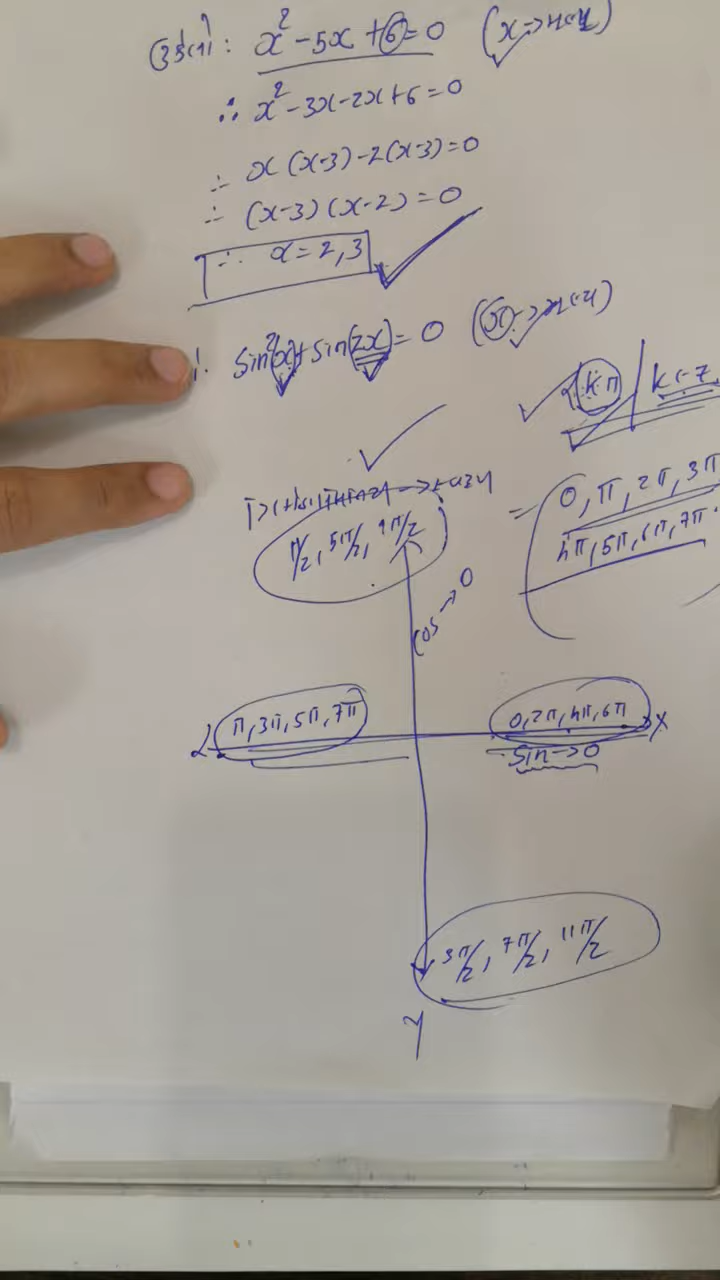 x² - 5x + 6 = 0
∴ x² - 3x - 2x + 6 = 0
∴ x (x-3) - 2(x-3) = 0
∴ (x-3) (x-2) = 0
∴ x = 2, 3
sin²(x) + sin(2x) = 0
kπ
0, π, 2π, 3π
4π, 5π, 6π, 7π
π/2, 5π/2, 9π/2
cos → 0
π, 3π, 5π, 7π
0, 2π, 4π, 6π
x
sin → 0
3π/2, 7π/2, 11π/2
y